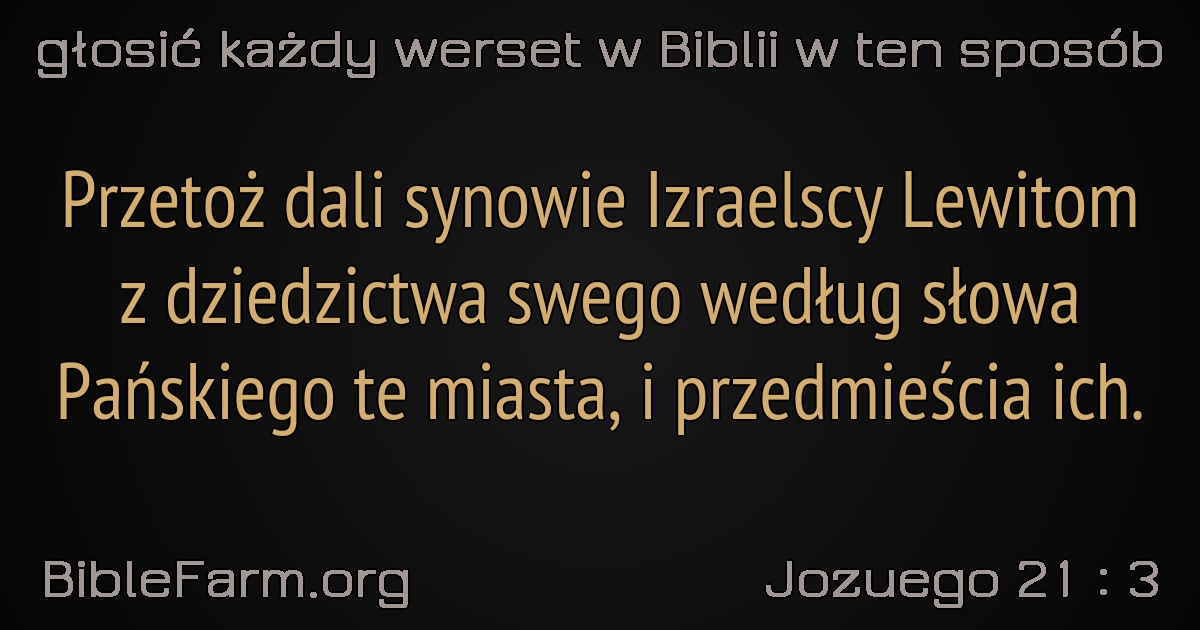 głosić każdy werset w Biblii w ten sposób
Przetoż dali synowie Izraelscy Lewitom
z dziedzictwa swego według słowa
Pańskiego te miasta, i przedmieścia ich.
BibleFarm.org
Jozuego 21 : 3